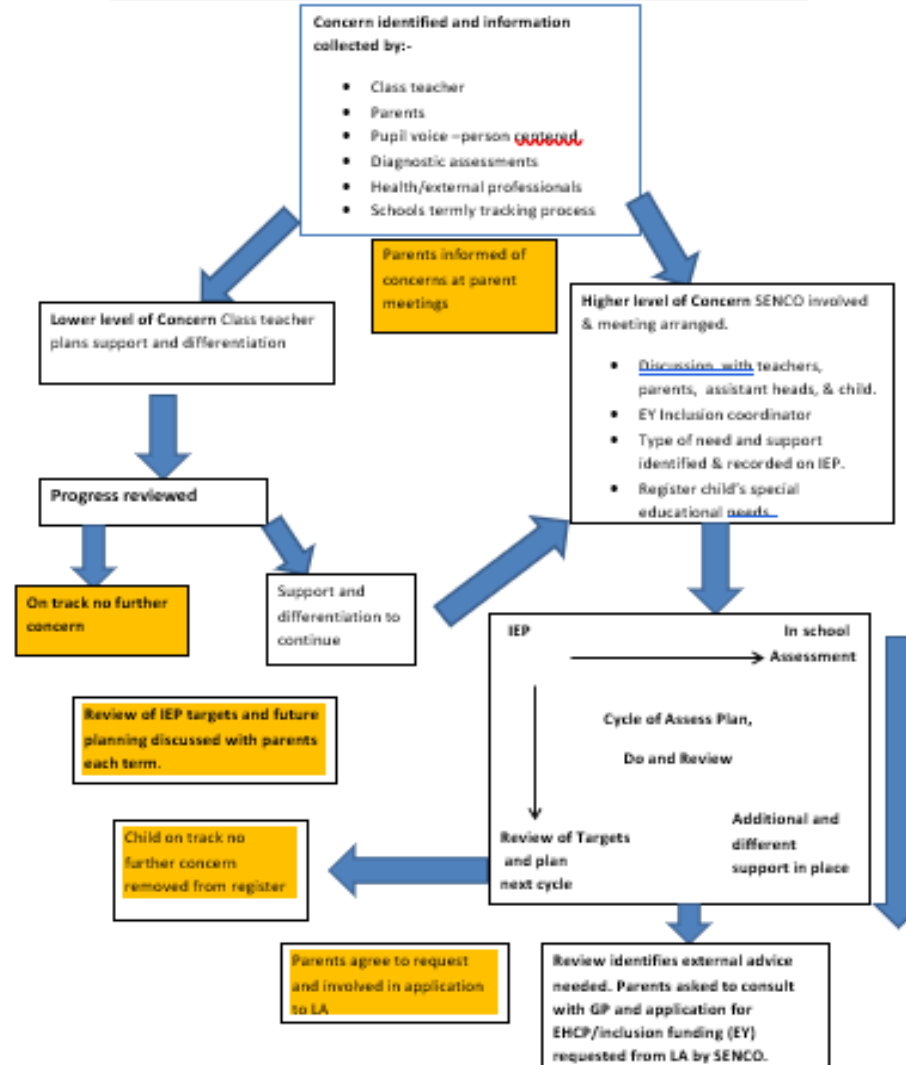 Concern identified and information
collected by:-
• Class teacher
• Parents
• Pupil voice –person centered
• Diagnostic assessments
• Health/external professionals
• Schools termly tracking process
Parents informed of
concerns at parent
meetings
Lower level of Concern Class teacher
plans support and differentiation
Higher level of Concern SENCO involved
& meeting arranged.
• Discussion with teachers,
parents, assistant heads, & child.
• EY Inclusion coordinator
• Type of need and support
identified & recorded on IEP.
• Register child's special
educational needs
Progress reviewed
On track no further
concern
Support and
differentiation to
continue
IEP
In school
Assessment
Cycle of Assess Plan,
Do and Review
Review of Targets
and plan
next cycle
Additional and
different
support in place
Review of IEP targets and future
planning discussed with parents
each term.
Child on track no
further concern
removed from register
Parents agree to request
and involved in application
to LA
Review identifies external advice
needed. Parents asked to consult
with GP and application for
EHCP/inclusion funding (EY)
requested from LA by SENCO.